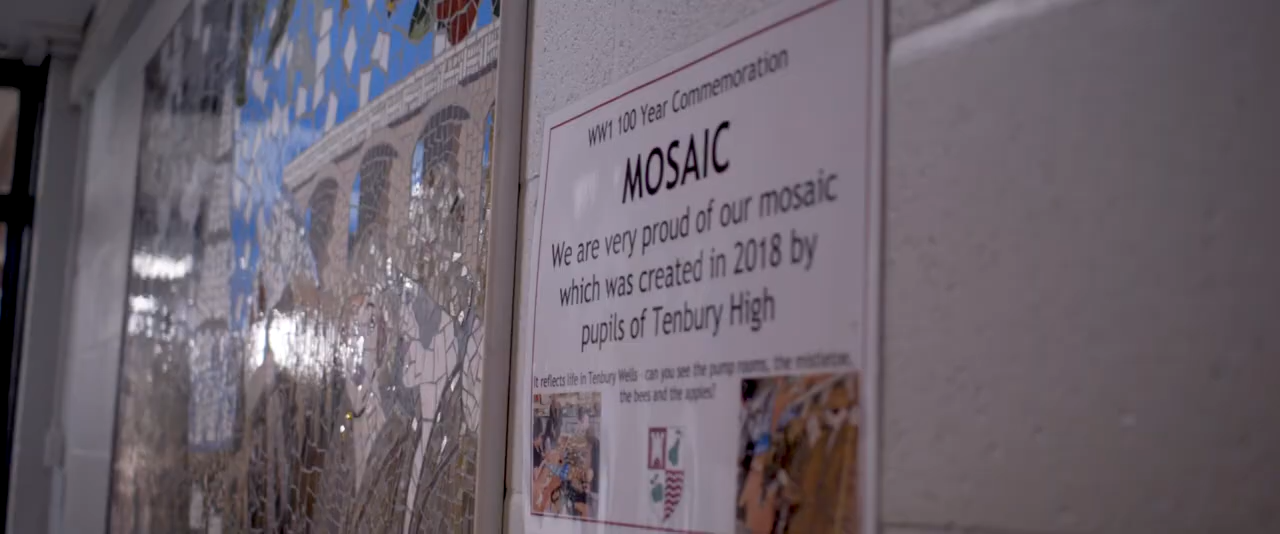 WW1 100 Year Commemoration
MOSAIC
We are very proud of our mosaic
which was created in 2018 by
pupils of Tenbury High
It reflects life in Tenbury Wells - can you see the pump rooms, the mistletoe,
the bees and the apples?